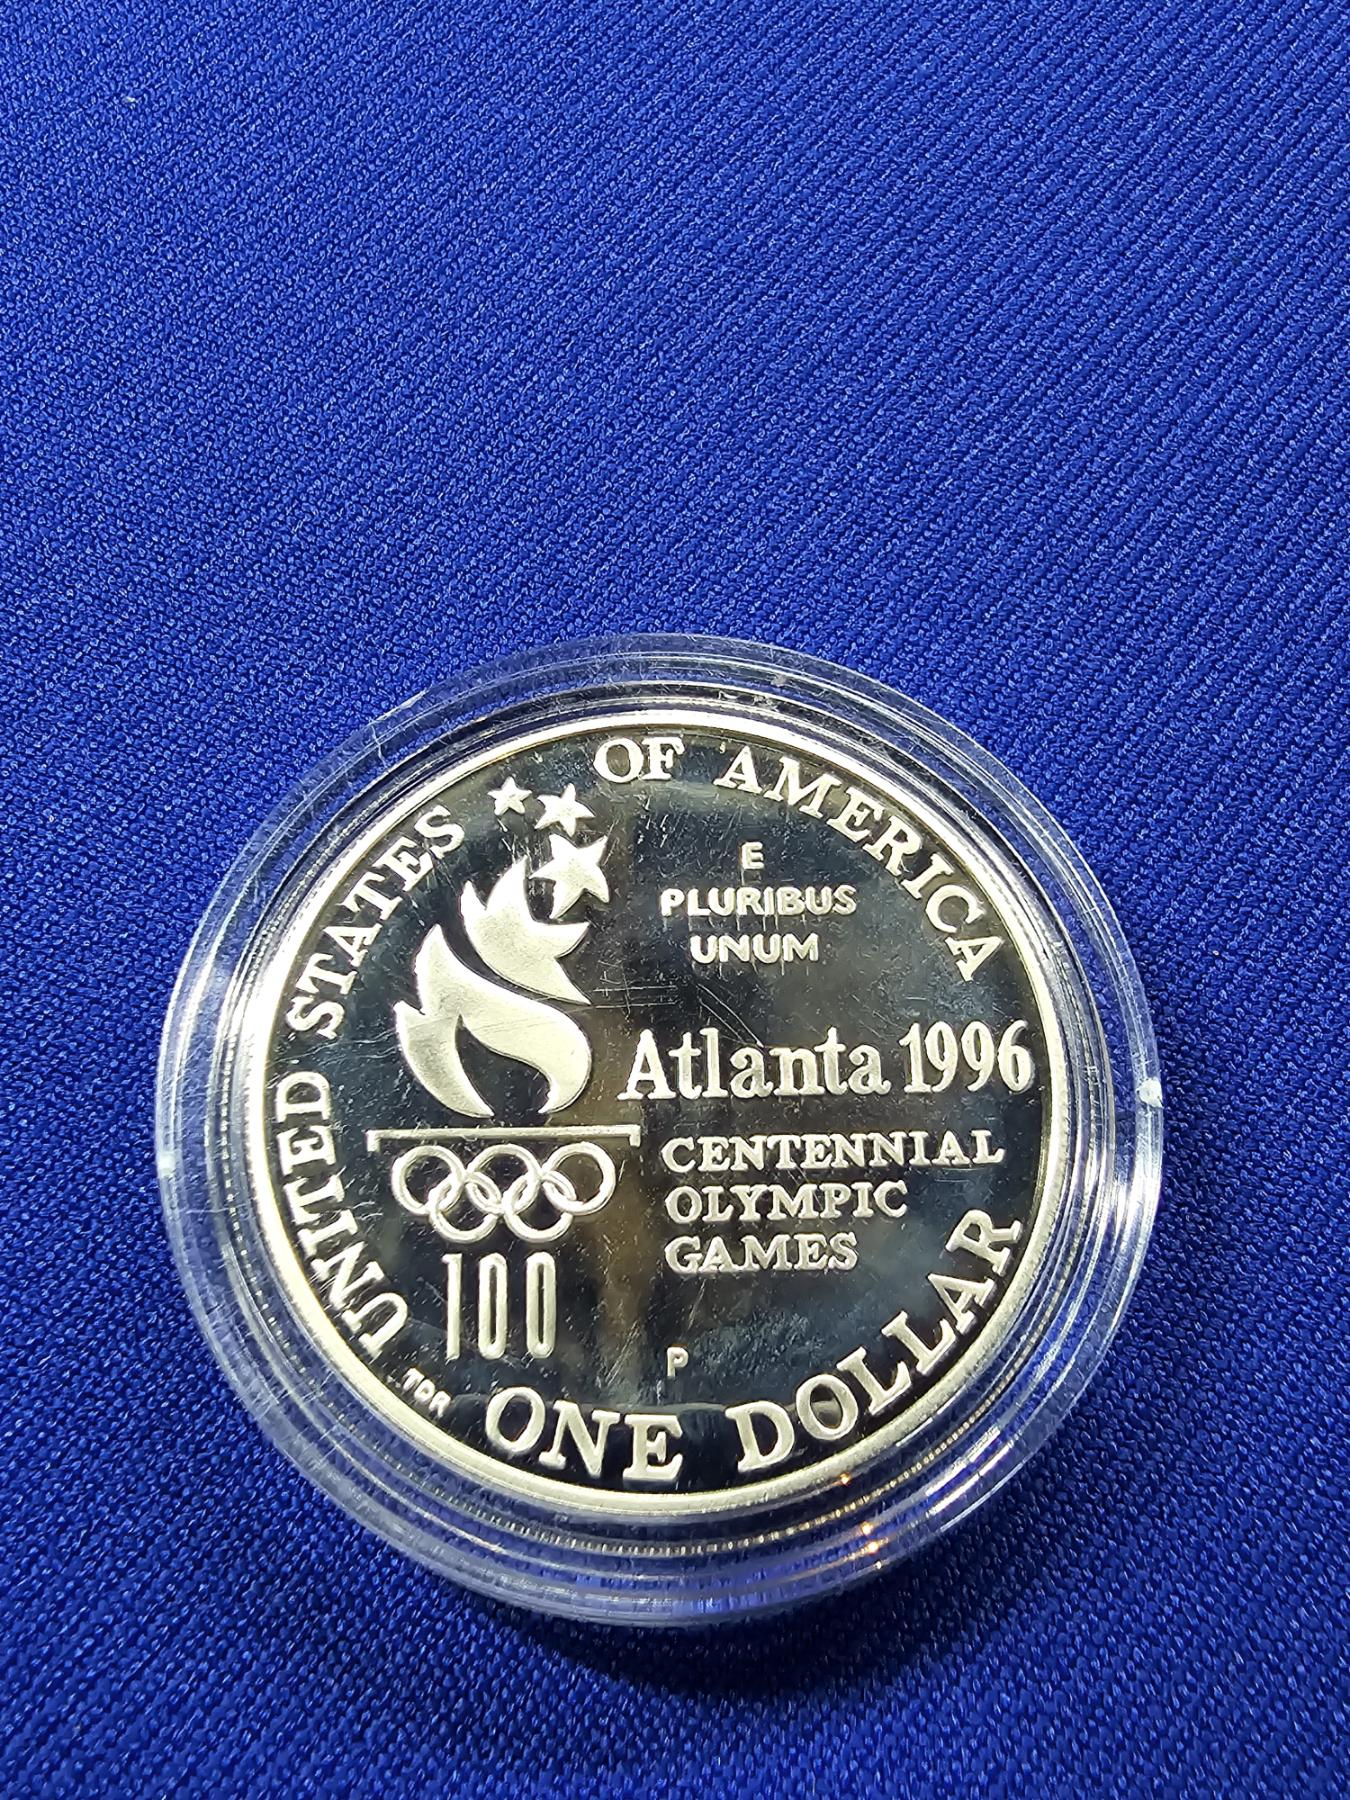 UNITED STATES OF AMERICA
E
PLURIBUS
UNUM
Atlanta 1996
CENTENNIAL
OLYMPIC
GAMES
100
P
TDR
ONE DOLLAR